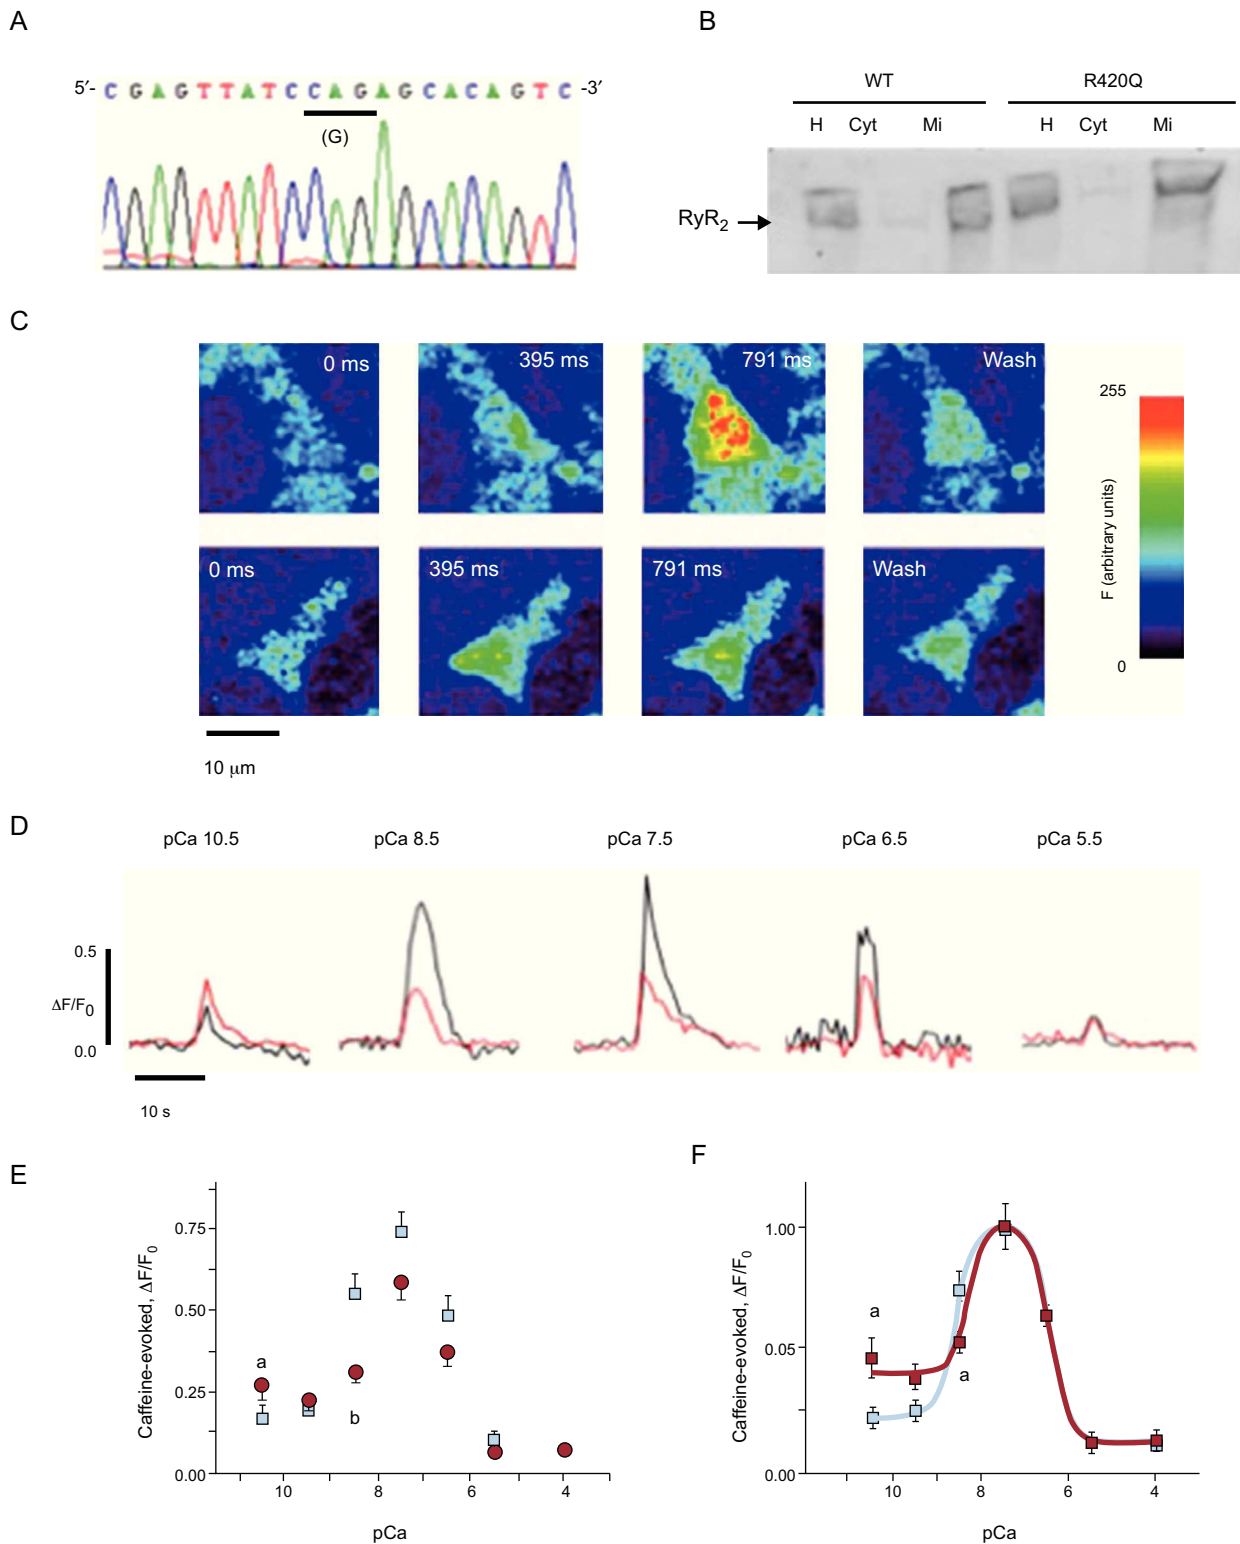 A
5′- C G A G T T A T C C A G A G C A C A G T C -3′
(G)
B
WT R420Q
H Cyt Mi H Cyt Mi
RyR2
C
0 ms 395 ms 791 ms Wash
0 ms 395 ms 791 ms Wash
10 μm
255
F (arbitrary units)
0
D
pCa 10.5 pCa 8.5 pCa 7.5 pCa 6.5 pCa 5.5
0.5
ΔF/F0
0.0
10 s
E
Caffeine-evoked, ΔF/F0
0.75
0.50
0.25
0.00
a
b
10 8 6 4
pCa
F
Caffeine-evoked, ΔF/F0
1.00
0.05
0.00
a
a
10 8 6 4
pCa